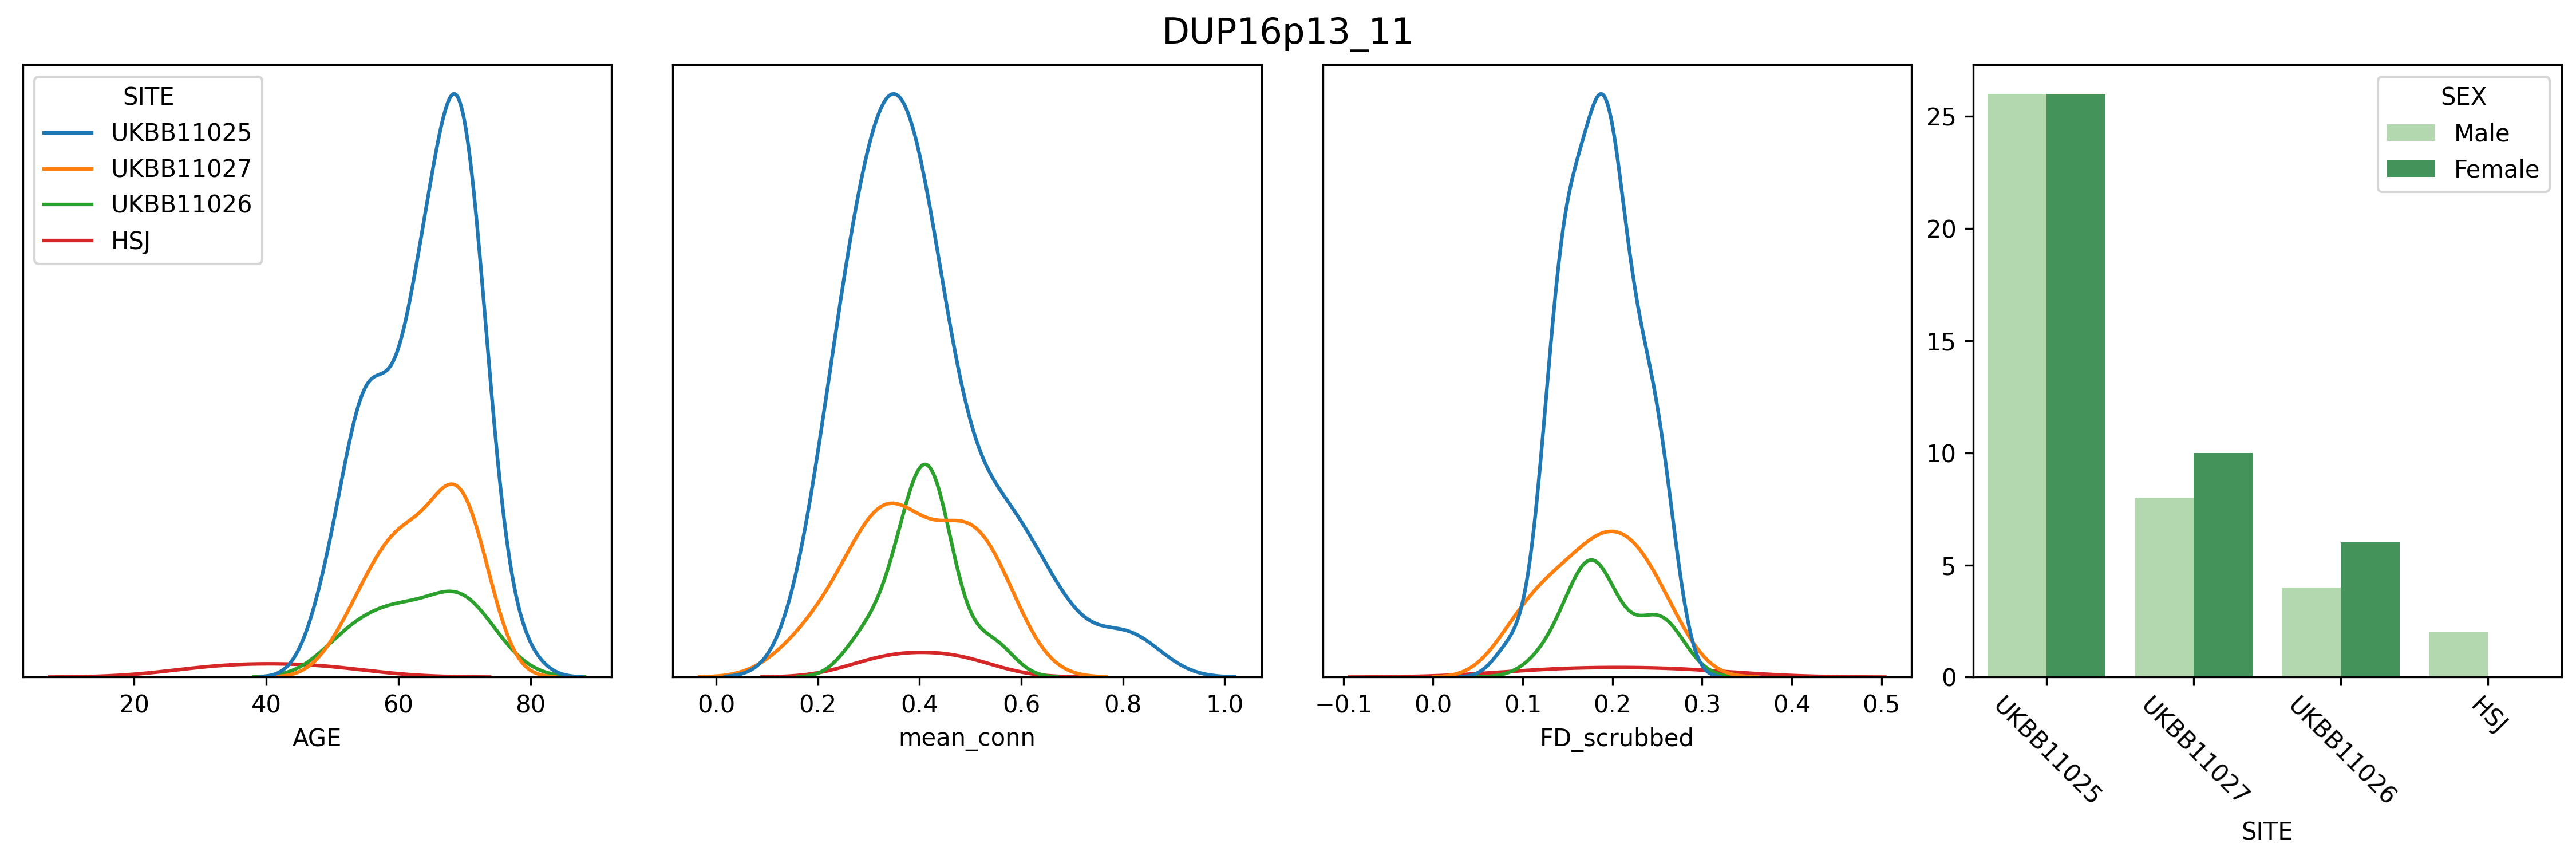 DUP16p13_11
SITE
UKBB11025
UKBB11027
UKBB11026
HSJ
20 40 60 80
AGE
0.0 0.2 0.4 0.6 0.8 1.0
mean_conn
−0.1 0.0 0.1 0.2 0.3 0.4 0.5
FD_scrubbed
SEX
Male
Female
25
20
15
10
5
0
UKBB11025
UKBB11027
UKBB11026
HSJ
SITE